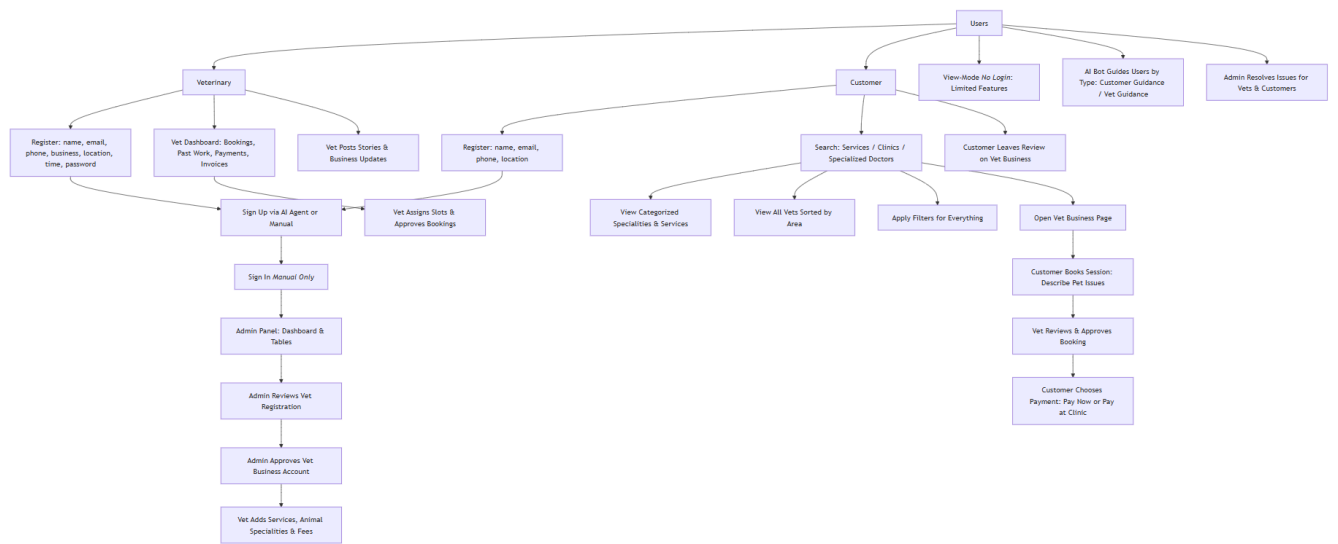 Users
Veterinary
Customer
View-Mode No Login:
Limited Features
AI Bot Guides Users by
Type: Customer Guidance
/ Vet Guidance
Admin Resolves Issues for
Vets & Customers
Register: name, email,
phone, business, location,
time, password
Vet Dashboard: Bookings,
Past Work, Payments,
Invoices
Vet Posts Stories &
Business Updates
Register: name, email,
phone, location
Search: Services / Clinics /
Specialized Doctors
Customer Leaves Review
on Vet Business
Sign Up via AI Agent or
Manual
Vet Assigns Slots &
Approves Bookings
View Categorized
Specialities & Services
View All Vets Sorted by
Area
Apply Filters for Everything
Open Vet Business Page
Sign In Manual Only
Customer Books Session:
Describe Pet Issues
Admin Panel: Dashboard &
Tables
Vet Reviews & Approves
Booking
Admin Reviews Vet
Registration
Customer Chooses
Payment: Pay Now or Pay
at Clinic
Admin Approves Vet
Business Account
Vet Adds Services, Animal
Specialities & Fees